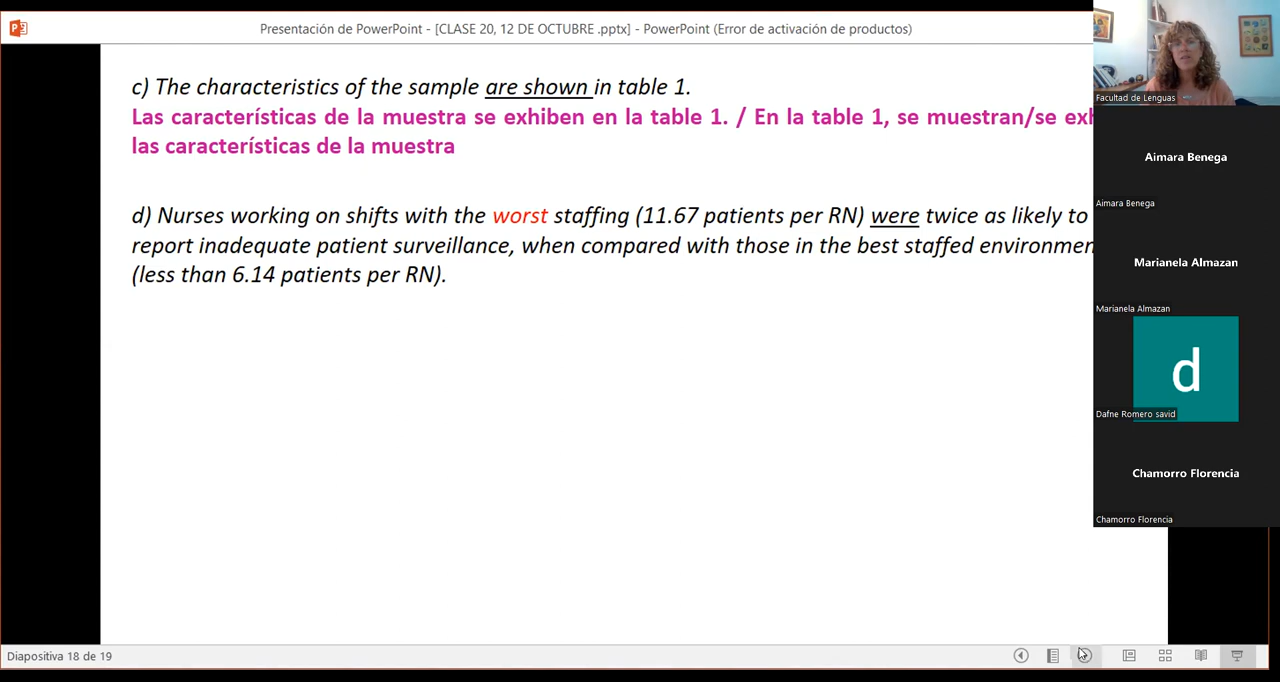 Presentación de PowerPoint - [CLASE 20, 12 DE OCTUBRE .pptx] - PowerPoint (Error de activación de productos)
c) The characteristics of the sample are shown in table 1.
Las características de la muestra se exhiben en la table 1. / En la table 1, se muestran/se
las características de la muestra
d) Nurses working on shifts with the worst staffing (11.67 patients per RN) were twice as likely to
report inadequate patient surveillance, when compared with those in the best staffed
(less than 6.14 patients per RN).
Facultad de Lenguas
Aimara Benega
Aimara Benega
Marianela Almazan
Marianela Almazan
d
Dafne Romero savid
Chamorro Florencia
Chamorro Florencia
Diapositiva 18 de 19